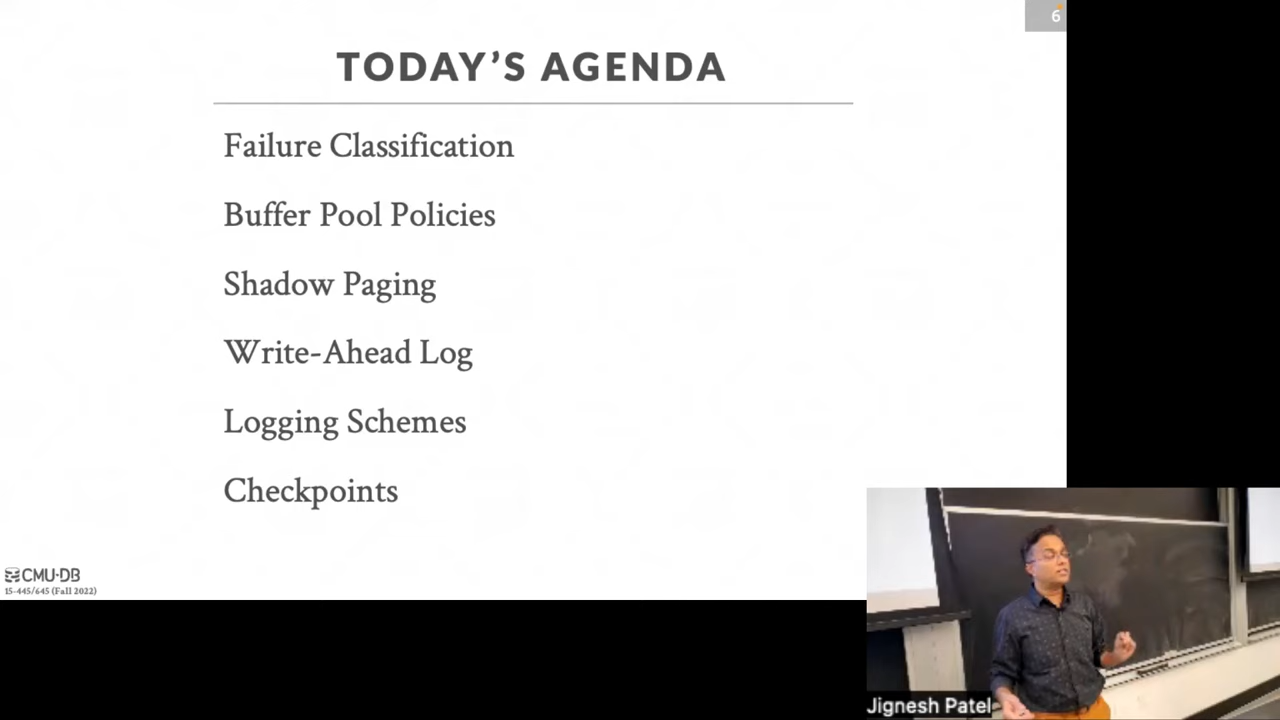 6
TODAY’S AGENDA
Failure Classification
Buffer Pool Policies
Shadow Paging
Write-Ahead Log
Logging Schemes
Checkpoints
CMU·DB
15-445/645 (Fall 2022)
Jignesh Patel